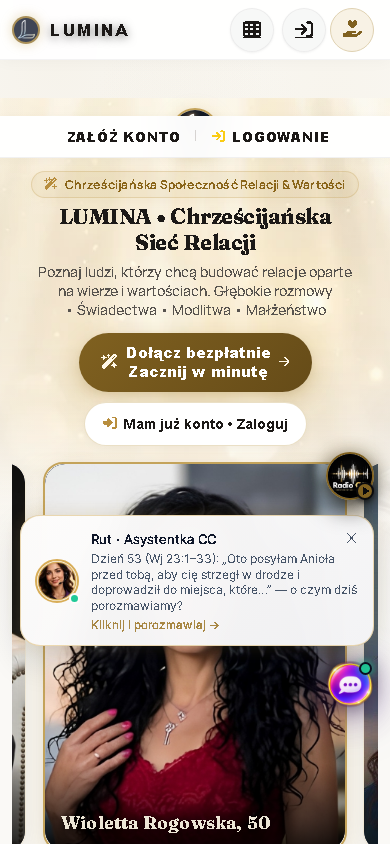 LUMINA
ZAŁÓŻ KONTO
LOGOWANIE
Chrześcijańska Społeczność Relacji & Wartości
LUMINA • Chrześcijańska
Sieć Relacji
Poznaj ludzi, którzy chcą budować relacje oparte
na wierze i wartościach. Głębokie rozmowy
• Świadectwa • Modlitwa • Małżeństwo
Dołącz bezpłatnie
Zacznij w minutę →
Mam już konto • Zaloguj
Radio
Rut · Asystentka CC
Dzień 53 (Wj 23:1–33): „Oto posyłam Anioła
przed tobą, aby cię strzegł w drodze i
doprowadził do miejsca, które…” — o czym dziś
porozmawiamy?
Kliknij i porozmawiaj →
Wioletta Rogowska, 50